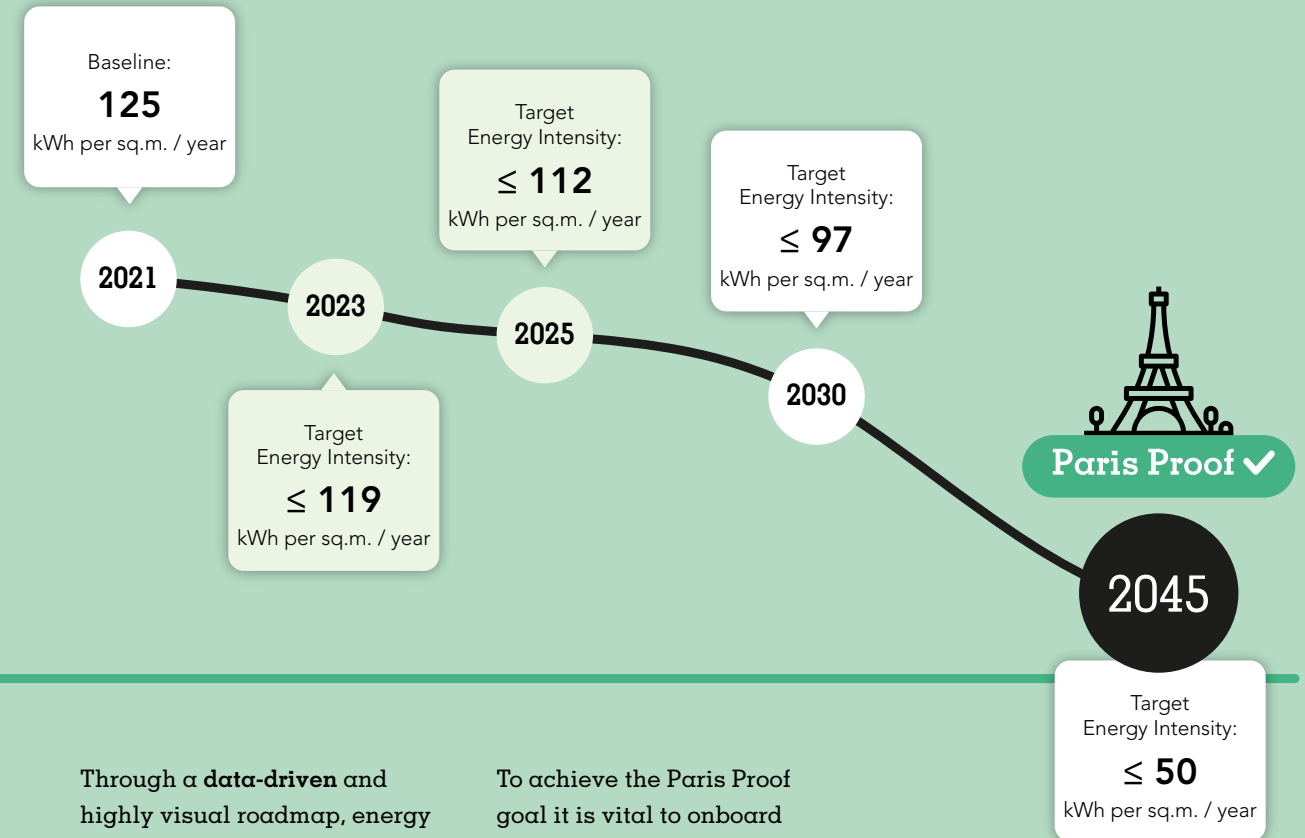 Baseline:
125
kWh per sq.m. / year
2021
2023
Target
Energy Intensity:
≤ 119
kWh per sq.m. / year
Target
Energy Intensity:
≤ 112
kWh per sq.m. / year
2025
Target
Energy Intensity:
≤ 97
kWh per sq.m. / year
2030
Paris Proof
2045
Target
Energy Intensity:
≤ 50
kWh per sq.m. / year
Through a data-driven and
highly visual roadmap, energy
To achieve the Paris Proof
goal it is vital to onboard